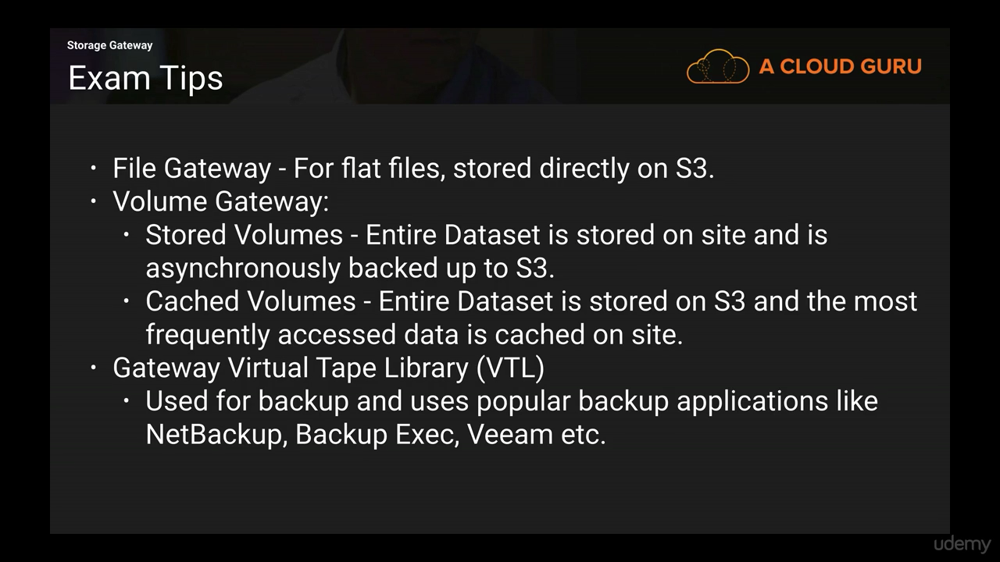 Storage Gateway
Exam Tips
A CLOUD GURU
• File Gateway - For flat files, stored directly on S3.
• Volume Gateway:
• Stored Volumes - Entire Dataset is stored on site and is
asynchronously backed up to S3.
• Cached Volumes - Entire Dataset is stored on S3 and the most
frequently accessed data is cached on site.
• Gateway Virtual Tape Library (VTL)
• Used for backup and uses popular backup applications like
NetBackup, Backup Exec, Veeam etc.
udemy